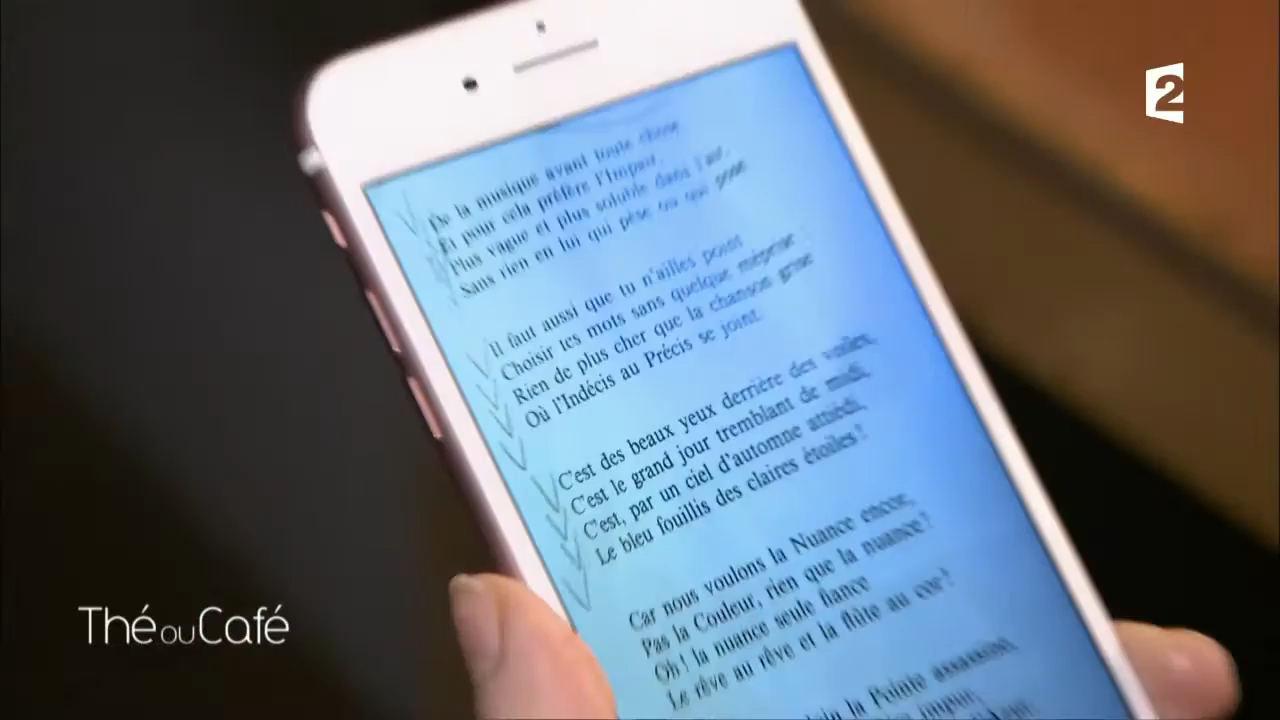 2
De la musique avant toute chose,
Et pour cela préfère l'Impair,
Plus vague et plus soluble dans l'air,
Sans rien en lui qui pèse ou qui pose
Il faut aussi que tu n'ailles point
Choisir tes mots sans quelque méprise :
Rien de plus cher que la chanson grise
Où l'Indécis au Précis se joint.
C'est des beaux yeux derrière des voiles,
C'est le grand jour tremblant de midi,
C'est, par un ciel d'automne attiédi,
Le bleu fouillis des claires étoiles !
Car nous voulons la Nuance encor,
Pas la Couleur, rien que la nuance !
Oh ! la nuance seule fiance
Le rêve au rêve et la flûte au cor !
la Pointe assassine,
impur,
Thé ou Café